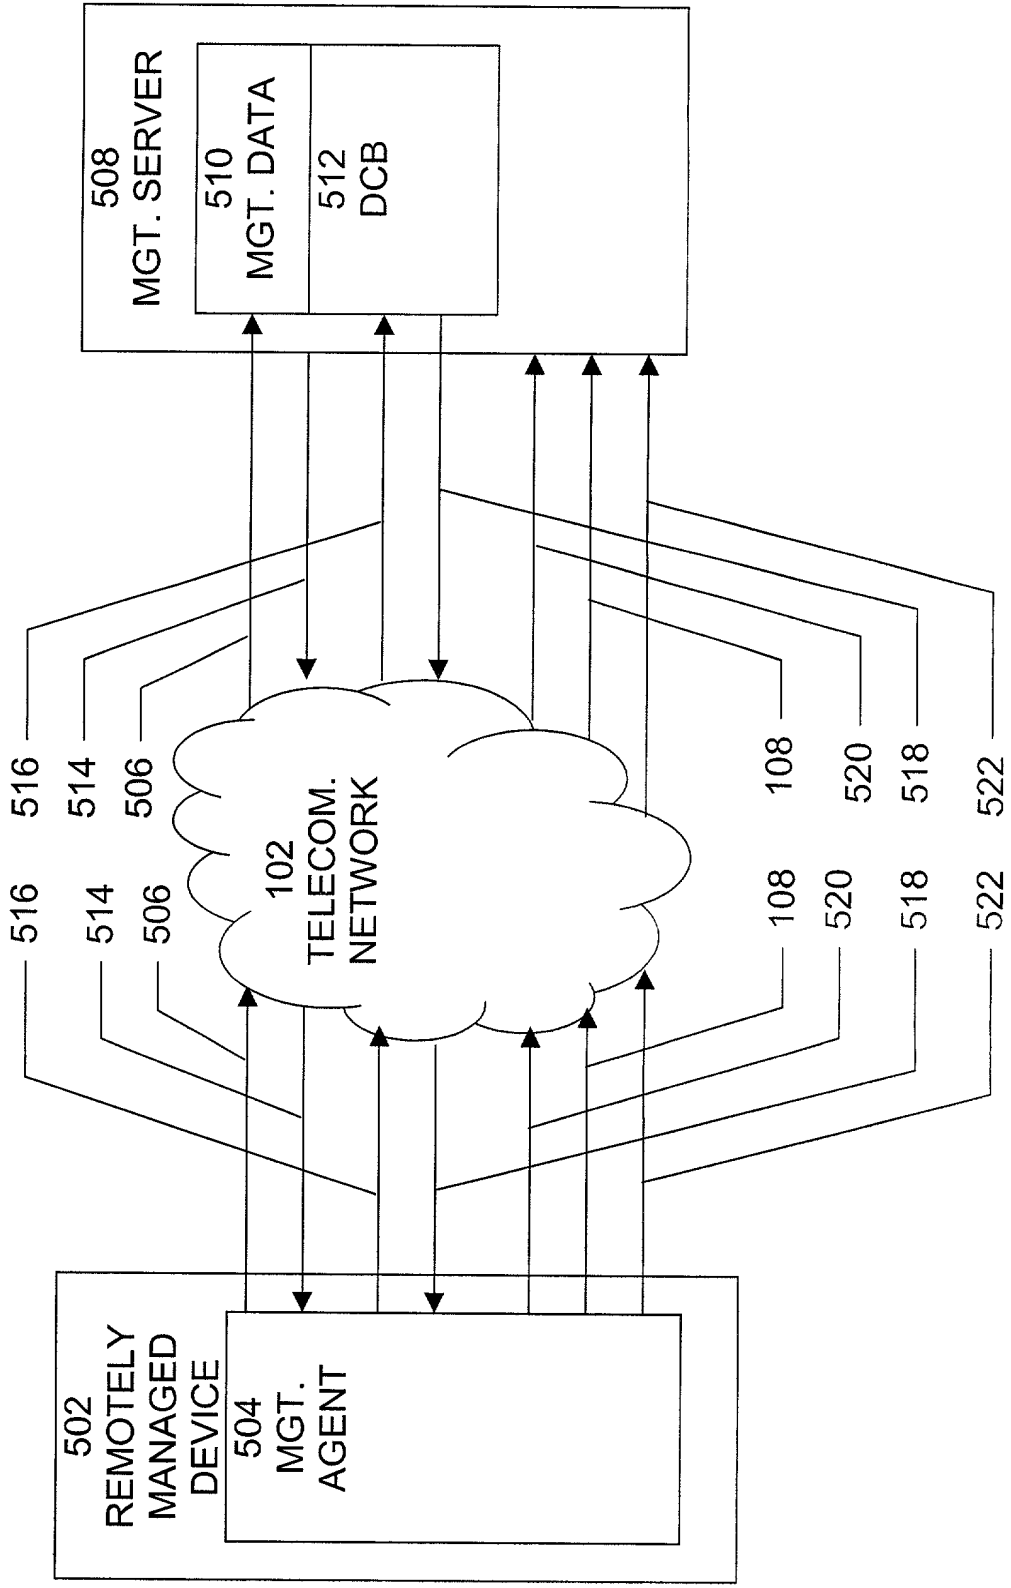 502
REMOTELY
MANAGED
DEVICE
504
MGT.
AGENT
516
514
506
516
514
506
102
TELECOM.
NETWORK
108
520
518
522
108
520
518
522
508
MGT. SERVER
510
MGT. DATA
512
DCB